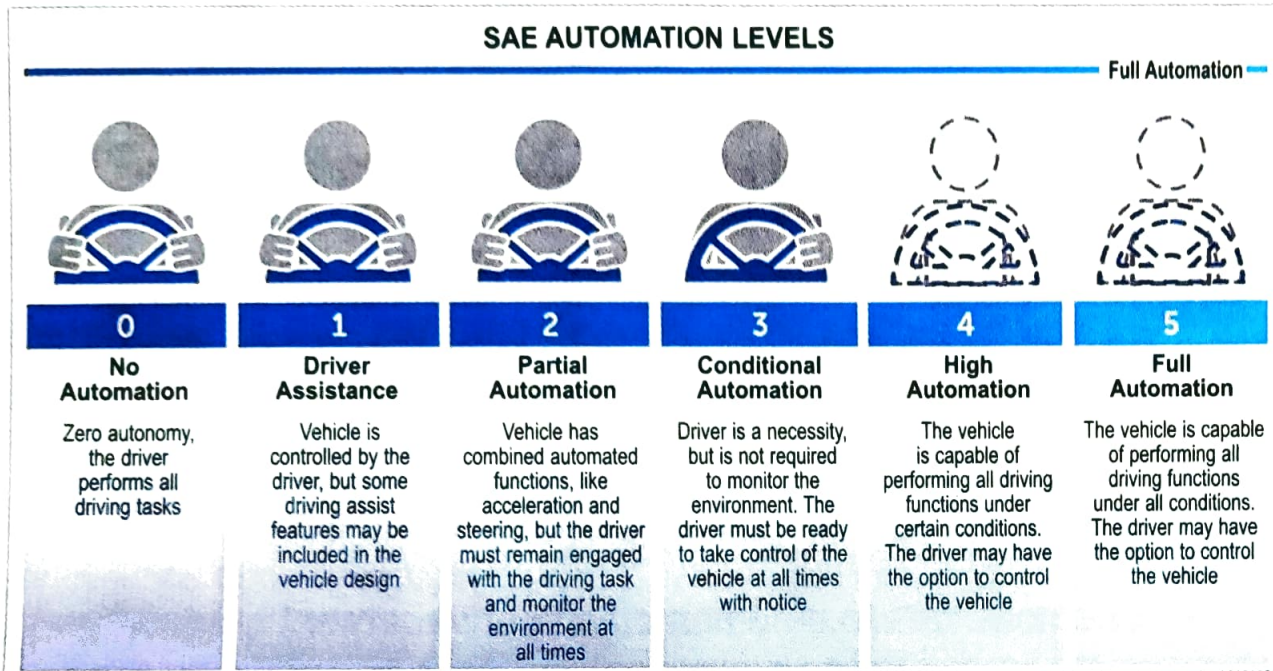 SAE AUTOMATION LEVELS
Full Automation
0
No
Automation
Zero autonomy,
the driver
performs all
driving tasks
1
Driver
Assistance
Vehicle is
controlled by the
driver, but some
driving assist
features may be
included in the
vehicle design
2
Partial
Automation
Vehicle has
combined automated
functions, like
acceleration and
steering, but the driver
must remain engaged
with the driving task
and monitor the
environment at
all times
3
Conditional
Automation
Driver is a necessity,
but is not required
to monitor the
environment. The
driver must be ready
to take control of the
vehicle at all times
with notice
4
High
Automation
The vehicle
is capable of
performing all driving
functions under
certain conditions.
The driver may have
the option to control
the vehicle
5
Full
Automation
The vehicle is capable
of performing all
driving functions
under all conditions.
The driver may have
the option to control
the vehicle